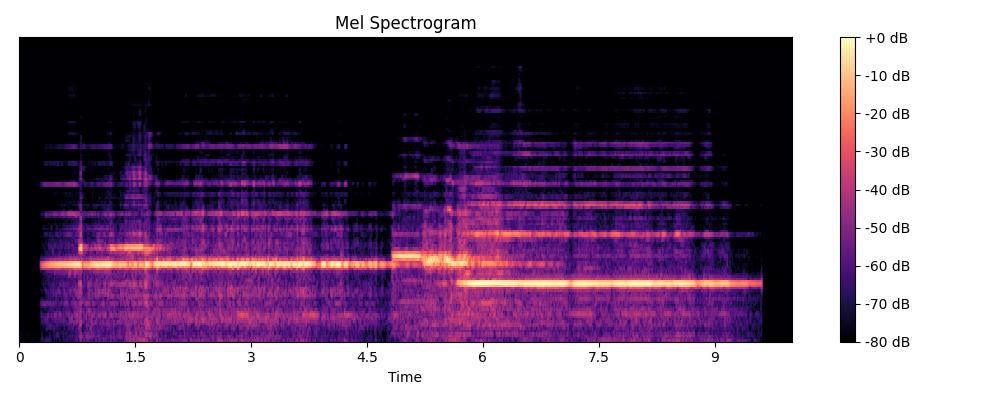 Mel Spectrogram
+0 dB
-10 dB
-20 dB
-30 dB
-40 dB
-50 dB
-60 dB
-70 dB
-80 dB
0 1.5 3 4.5 6 7.5 9
Time